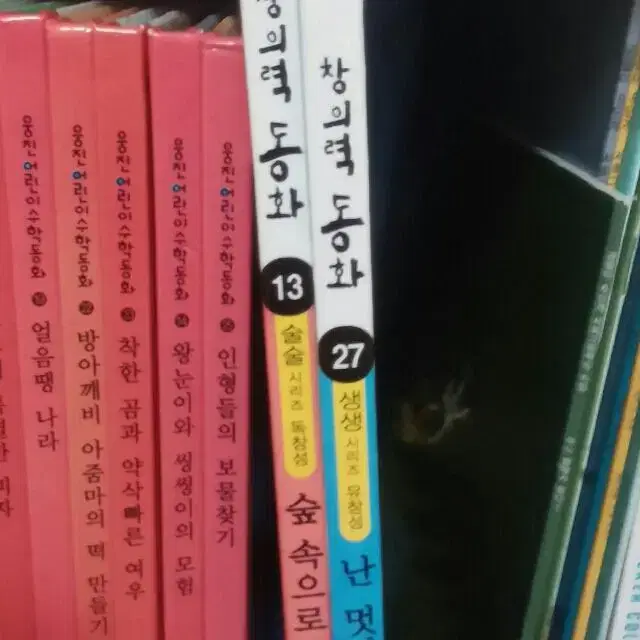 웅진어린이수학동화
얼음땡 나라
웅진어린이수학동화
22
방아깨비 아줌마의 떡 만들기
웅진어린이수학동화
23
착한 곰과 약삭빠른 여우
웅진어린이수학동화
24
왕눈이와 씽씽이의 모험
웅진어린이수학동화
25
인형들의 보물찾기
창의력 동화
13
술술 시리즈 독창성
숲 속으로
창의력 동화
27
생생 시리즈 유창성
난 멋